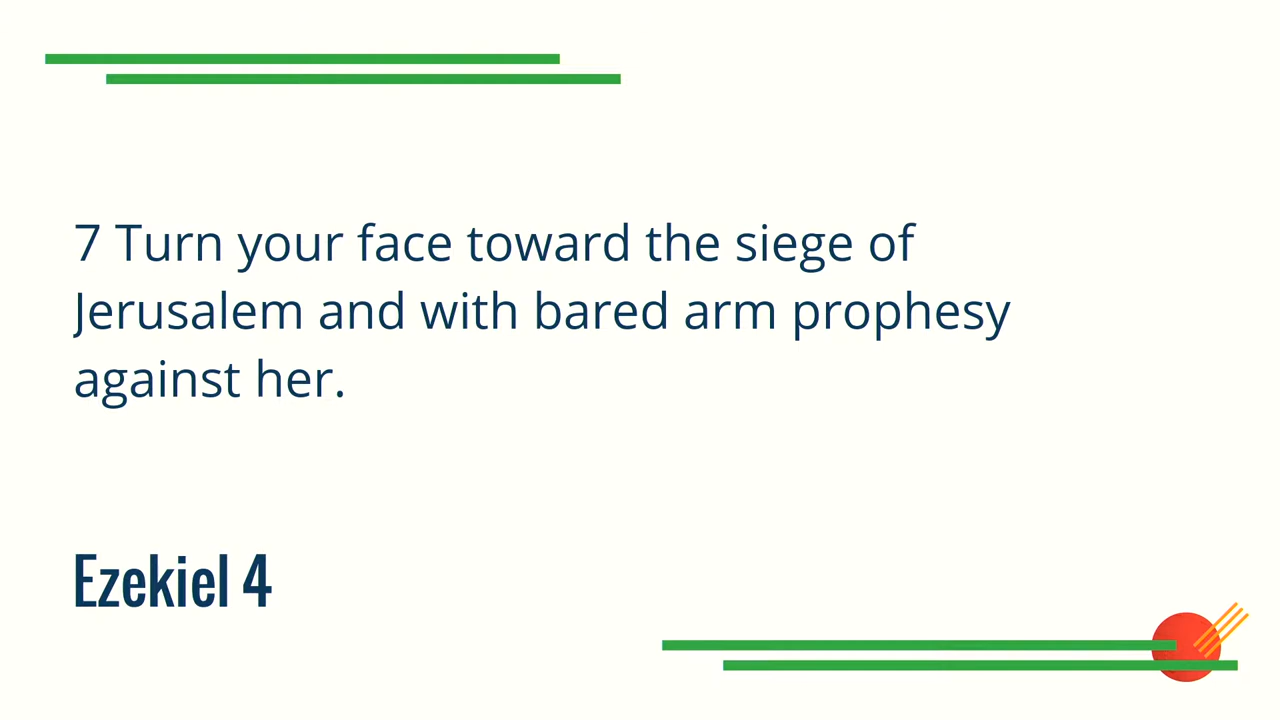 7 Turn your face toward the siege of
Jerusalem and with bared arm prophesy
against her.
Ezekiel 4